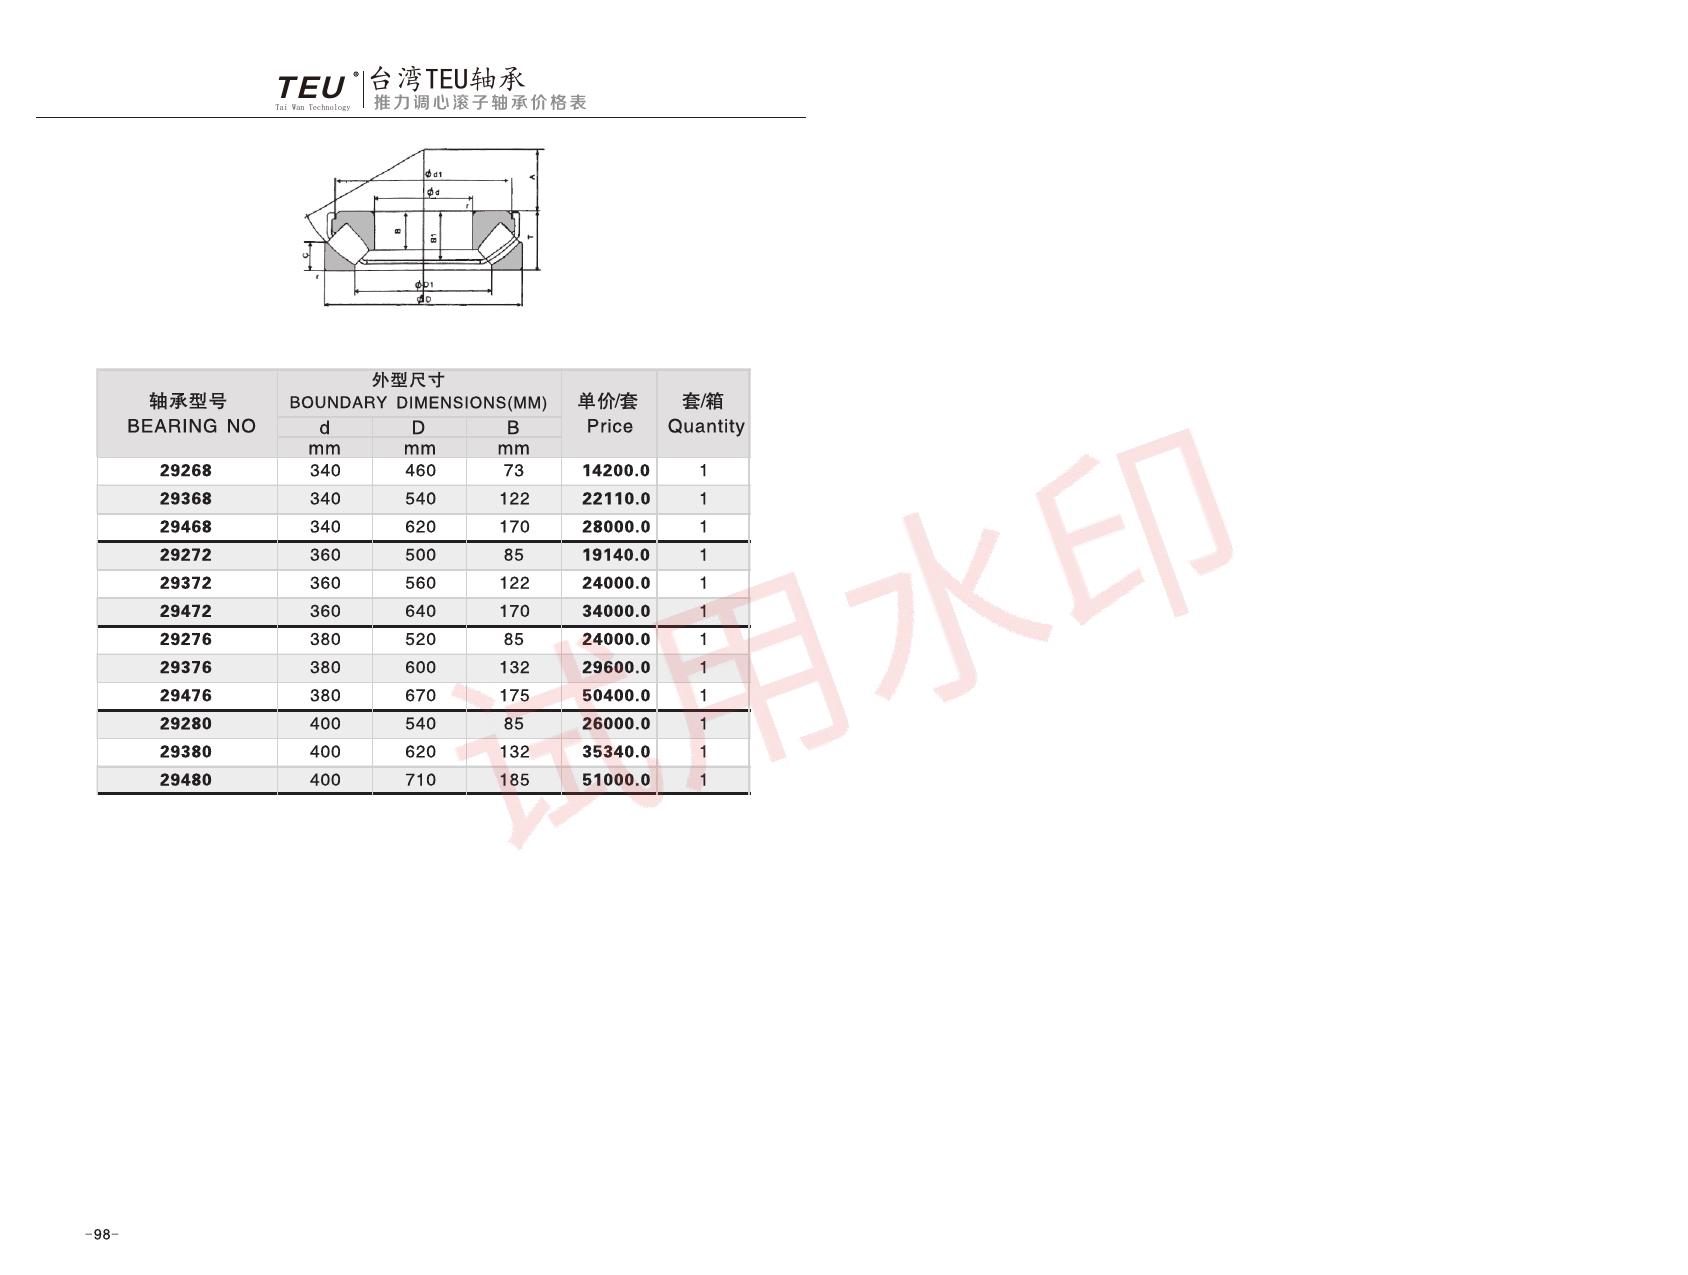 TEU® 台湾TEU轴承
Tai Wan Technology 推力调心滚子轴承价格表
A
Φd1
Φd
r
B
B1
T
C
r
ΦD1
ΦD
轴承型号 外型尺寸 单价/套 套/箱
BEARING NO BOUNDARY DIMENSIONS(MM) Price Quantity
d D B
mm mm mm
29268 340 460 73 14200.0 1
29368 340 540 122 22110.0 1
29468 340 620 170 28000.0 1
29272 360 500 85 19140.0 1
29372 360 560 122 24000.0 1
29472 360 640 170 34000.0 1
29276 380 520 85 24000.0 1
29376 380 600 132 29600.0 1
29476 380 670 175 50400.0 1
29280 400 540 85 26000.0 1
29380 400 620 132 35340.0 1
29480 400 710 185 51000.0 1
试用水印
-98-